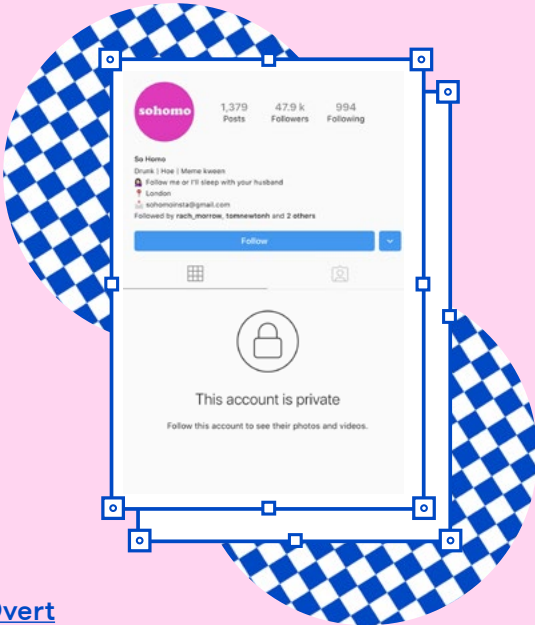 sohomo
1,379 47.9 k 994
Posts Followers Following
So Homo
Drunk | Hoe | Meme kween
Follow me or I'll sleep with your husband
London
sohomoinsta@gmail.com
Followed by rach_morrow, tomnewtonh and 2 others
Follow
This account is private
Follow this account to see their photos and videos.
vert